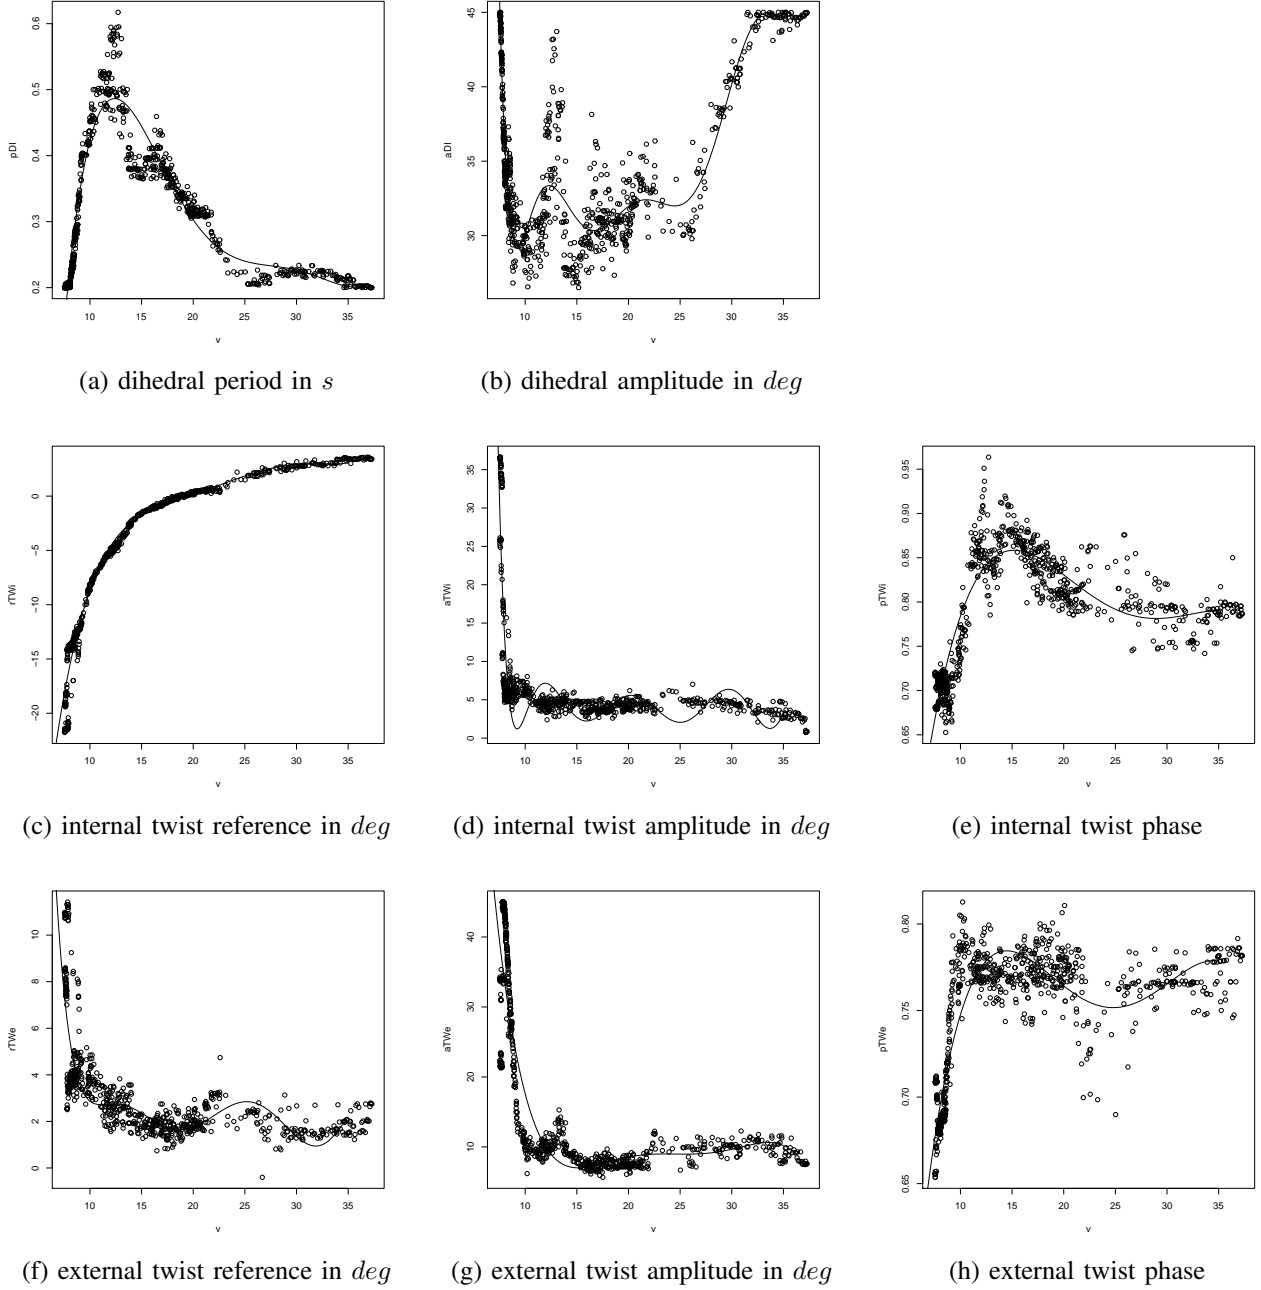 0.6
0.5
0.4
0.3
0.2
pDI
10 15 20 25 30 35
v
45
40
35
30
aDI
10 15 20 25 30 35
v
(a) dihedral period in s
(b) dihedral amplitude in deg
0
-5
-10
-15
-20
rTWi
10 15 20 25 30 35
v
35
30
25
20
15
10
5
0
aTWi
10 15 20 25 30 35
v
0.95
0.90
0.85
0.80
0.75
0.70
0.65
pTWi
10 15 20 25 30 35
v
(c) internal twist reference in deg
(d) internal twist amplitude in deg
(e) internal twist phase
10
8
6
4
2
0
rTWe
10 15 20 25 30 35
v
40
30
20
10
aTWe
10 15 20 25 30 35
v
0.80
0.75
0.70
0.65
pTWe
10 15 20 25 30 35
v
(f) external twist reference in deg
(g) external twist amplitude in deg
(h) external twist phase